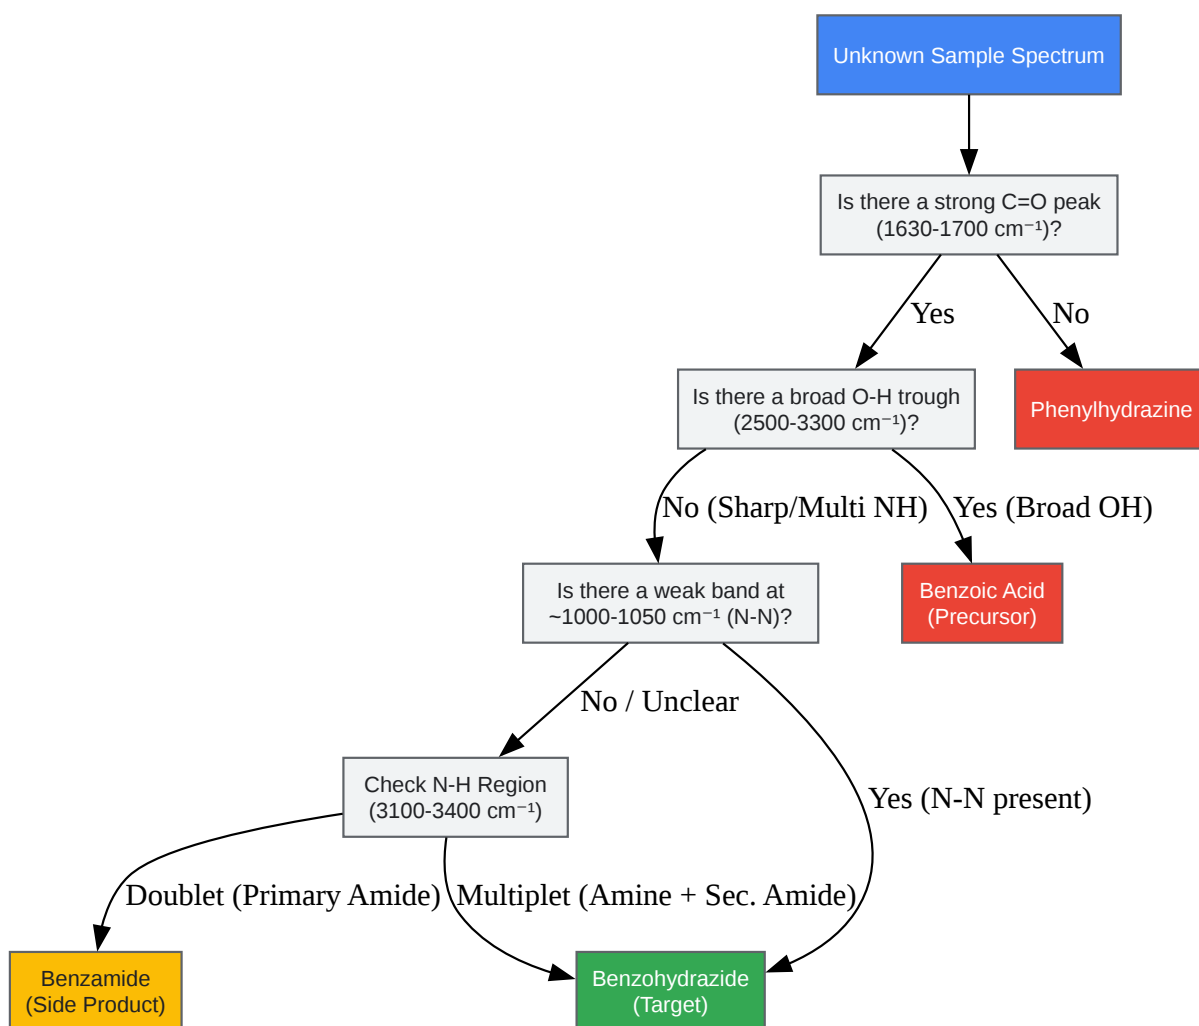 Unknown Sample Spectrum
Is there a strong C=O peak
(1630-1700 cm⁻¹)?
Yes
No
Is there a broad O-H trough
(2500-3300 cm⁻¹)?
Phenylhydrazine
No (Sharp/Multi NH)
Yes (Broad OH)
Is there a weak band at
~1000-1050 cm⁻¹ (N-N)?
Benzoic Acid
(Precursor)
No / Unclear
Yes (N-N present)
Check N-H Region
(3100-3400 cm⁻¹)
Doublet (Primary Amide)
Multiplet (Amine + Sec. Amide)
Benzamide
(Side Product)
Benzohydrazide
(Target)